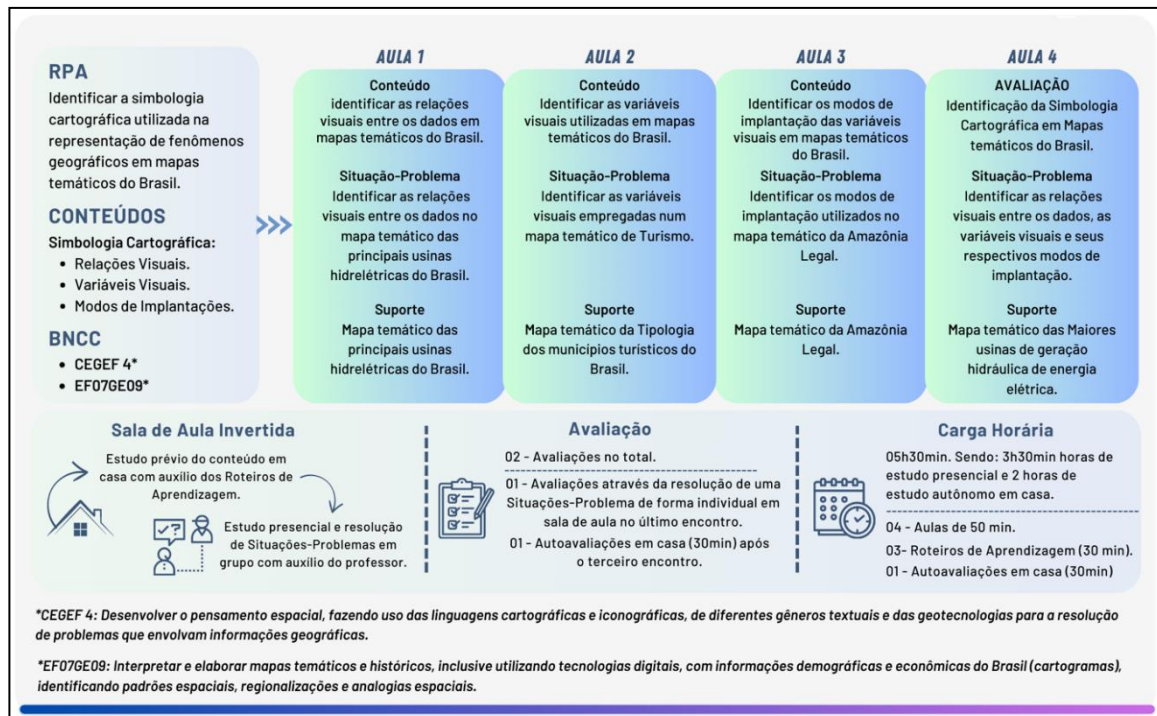 RPA
Identificar a simbologia
cartográfica utilizada na
representação de fenômenos
geográficos em mapas
temáticos do Brasil.
CONTEÚDOS
Simbologia Cartográfica:
• Relações Visuais.
• Variáveis Visuais.
• Modos de Implantações.
BNCC
• CEGEF 4*
• EF07GE09*
AULA 1
Conteúdo
identificar as relações
visuais entre os dados em
mapas temáticos do Brasil.
Situação-Problema
Identificar as relações
visuais entre os dados no
mapa temático das
principais usinas
hidrelétricas do Brasil.
Suporte
Mapa temático das
principais usinas
hidrelétricas do Brasil.
AULA 2
Conteúdo
Identificar as variáveis
visuais utilizadas em mapas
temáticos do Brasil.
Situação-Problema
Identificar as variáveis
visuais empregadas num
mapa temático de Turismo.
Suporte
Mapa temático da Tipologia
dos municípios turísticos do
Brasil.
AULA 3
Conteúdo
Identificar os modos de
implantação das variáveis
visuais em mapas temáticos
do Brasil.
Situação-Problema
Identificar os modos de
implantação utilizados no
mapa temático da Amazônia
Legal.
Suporte
Mapa temático da Amazônia
Legal.
AULA 4
AVALIAÇÃO
Identificação da Simbologia
Cartográfica em Mapas
temáticos do Brasil.
Situação-Problema
Identificar as relações
visuais entre os dados, as
variáveis visuais e seus
respectivos modos de
implantação.
Suporte
Mapa temático das Maiores
usinas de geração
hidráulica de energia
elétrica.
Sala de Aula Invertida
Estudo prévio do conteúdo em
casa com auxílio dos Roteiros de
Aprendizagem.
Estudo presencial e resolução
de Situações-Problemas em
grupo com auxílio do professor.
Avaliação
02 - Avaliações no total.
01 - Avaliações através da resolução de uma
Situações-Problema de forma individual em
sala de aula no último encontro.
01 - Autoavaliações em casa (30min) após
o terceiro encontro.
Carga Horária
05h30min. Sendo: 3h30min horas de
estudo presencial e 2 horas de
estudo autônomo em casa.
04 - Aulas de 50 min.
03- Roteiros de Aprendizagem (30 min).
01 - Autoavaliações em casa (30min)
*CEGEF 4: Desenvolver o pensamento espacial, fazendo uso das linguagens cartográficas e iconográficas, de diferentes gêneros textuais e das geotecnologias para a resolução
de problemas que envolvam informações geográficas.
*EF07GE09: Interpretar e elaborar mapas temáticos e históricos, inclusive utilizando tecnologias digitais, com informações demográficas e econômicas do Brasil (cartogramas),
identificando padrões espaciais, regionalizações e analogias espaciais.